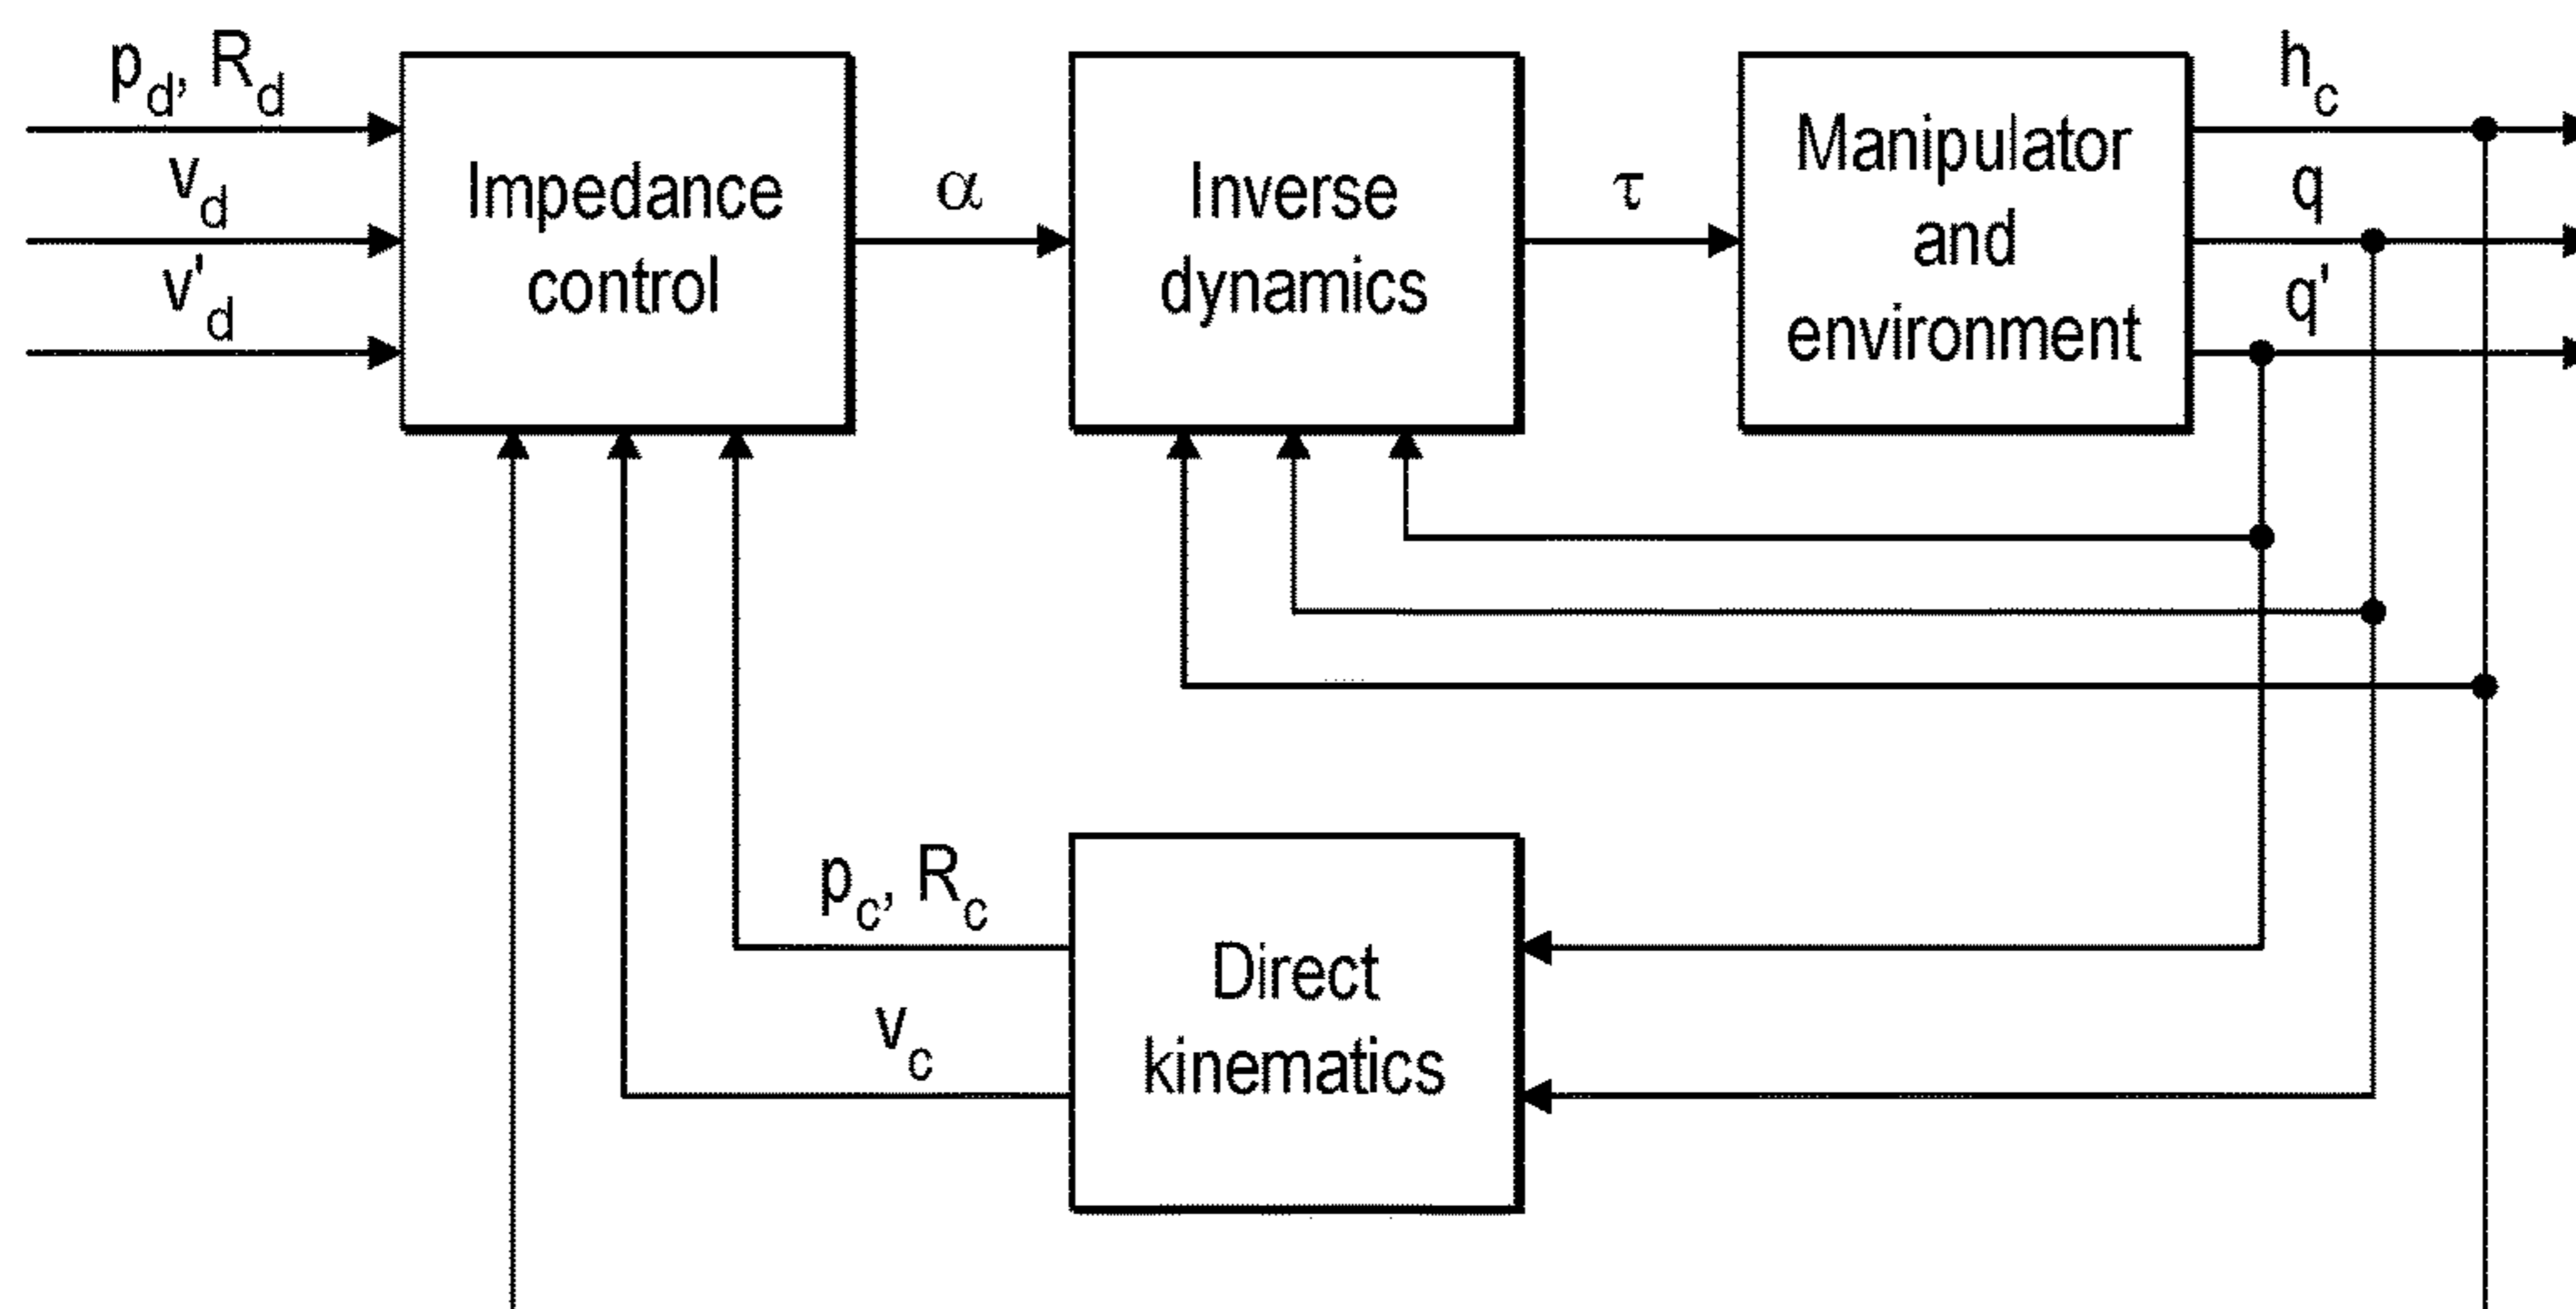 p_d, R_d
v_d
v'_d
Impedance
control
α
Inverse
dynamics
τ
Manipulator
and
environment
h_c
q
q'
p_c, R_c
v_c
Direct
kinematics